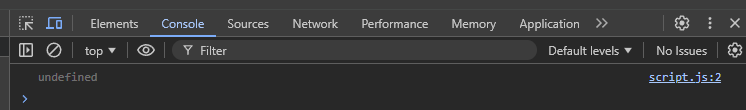 Elements Console Sources Network Performance Memory Application
top Filter Default levels No Issues
undefined script.js:2